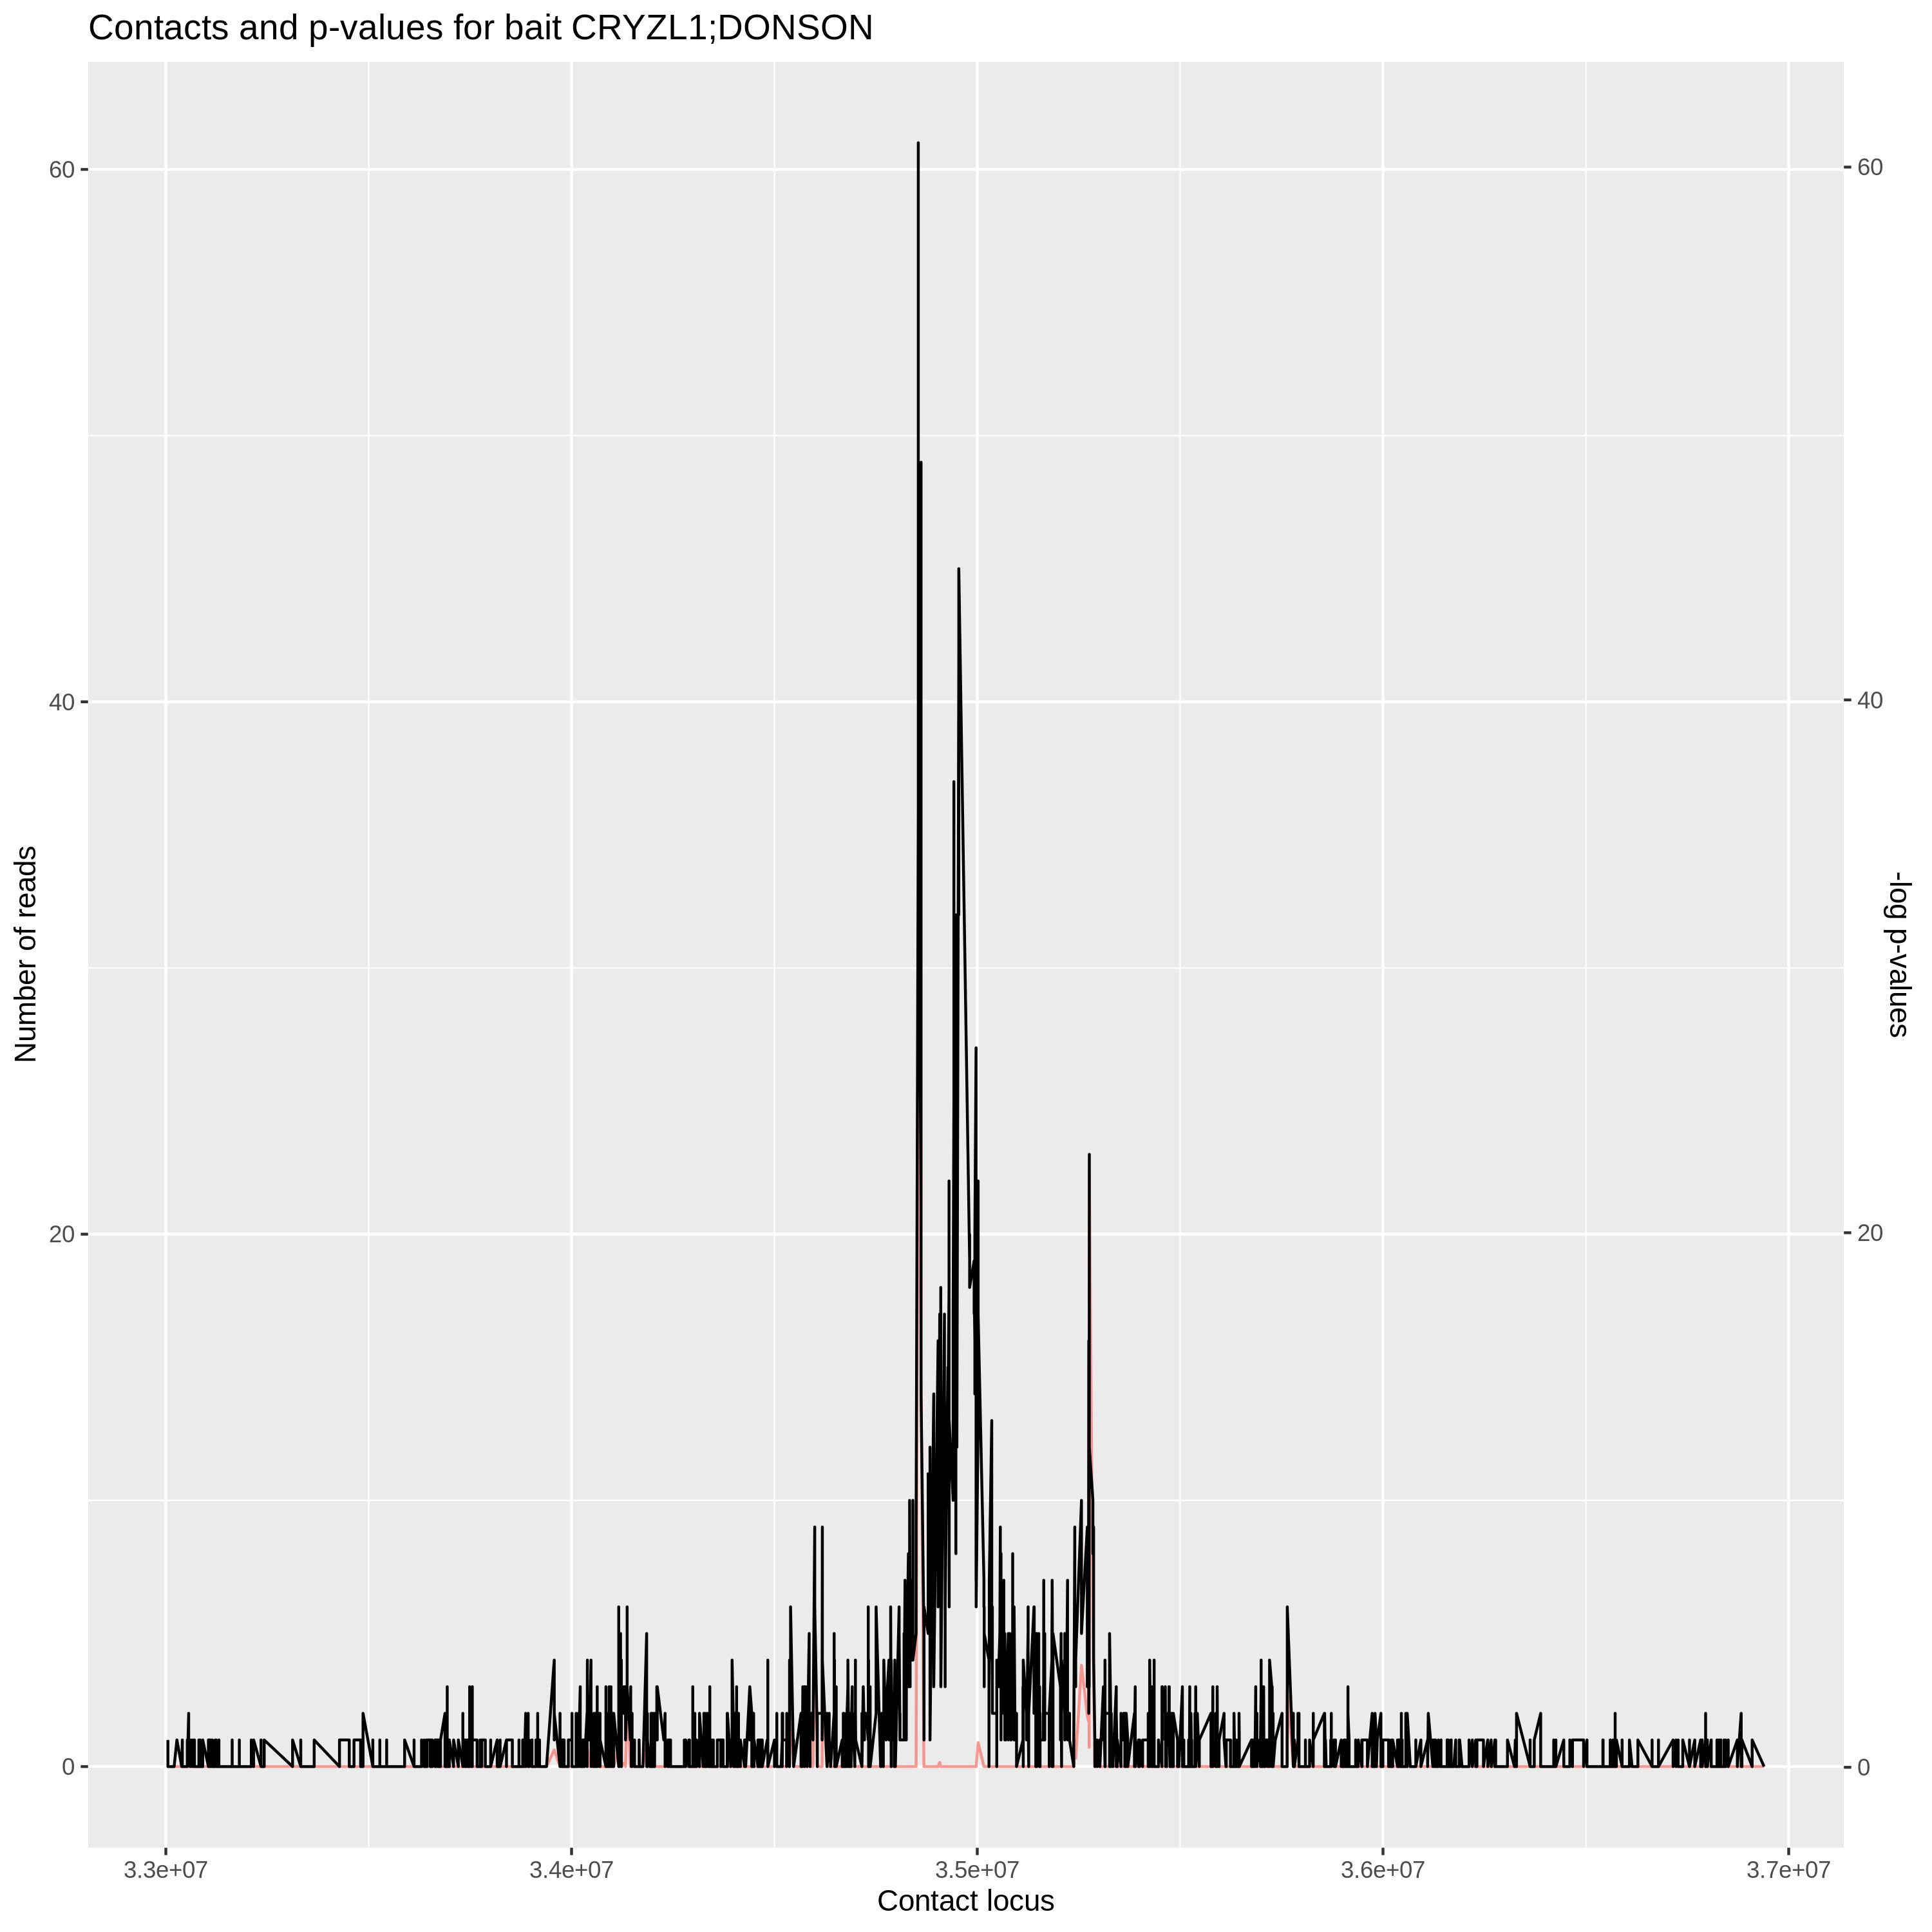 Contacts and p-values for bait CRYZL1;DONSON
60
40
20
0
Number of reads
60
40
20
0
-log p-values
3.3e+07
3.4e+07
3.5e+07
3.6e+07
3.7e+07
Contact locus